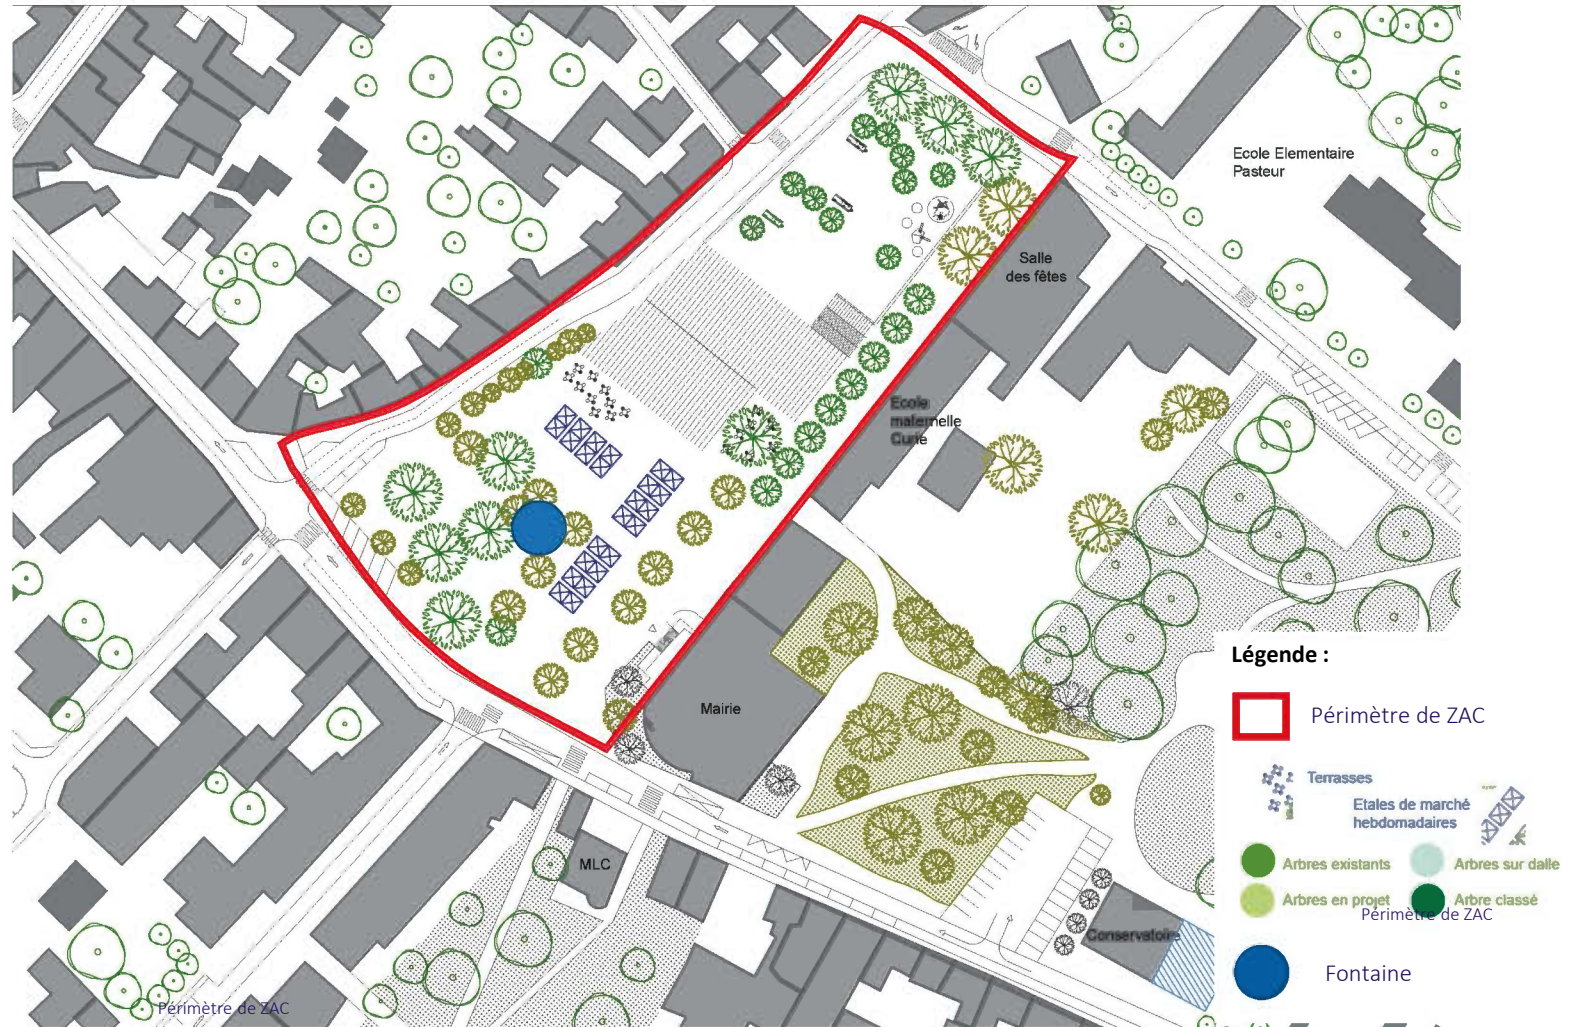 Ecole Elementaire
Pasteur
Salle
des fêtes
Ecole
maternelle
Curie
Mairie
MLC
Conservatoire
Périmètre de ZAC
Légende :
Périmètre de ZAC
Terrasses
Etales de marché
hebdomadaires
Arbres existants
Arbres sur dalle
Arbres en projet
Arbre classé
Périmètre de ZAC
Fontaine